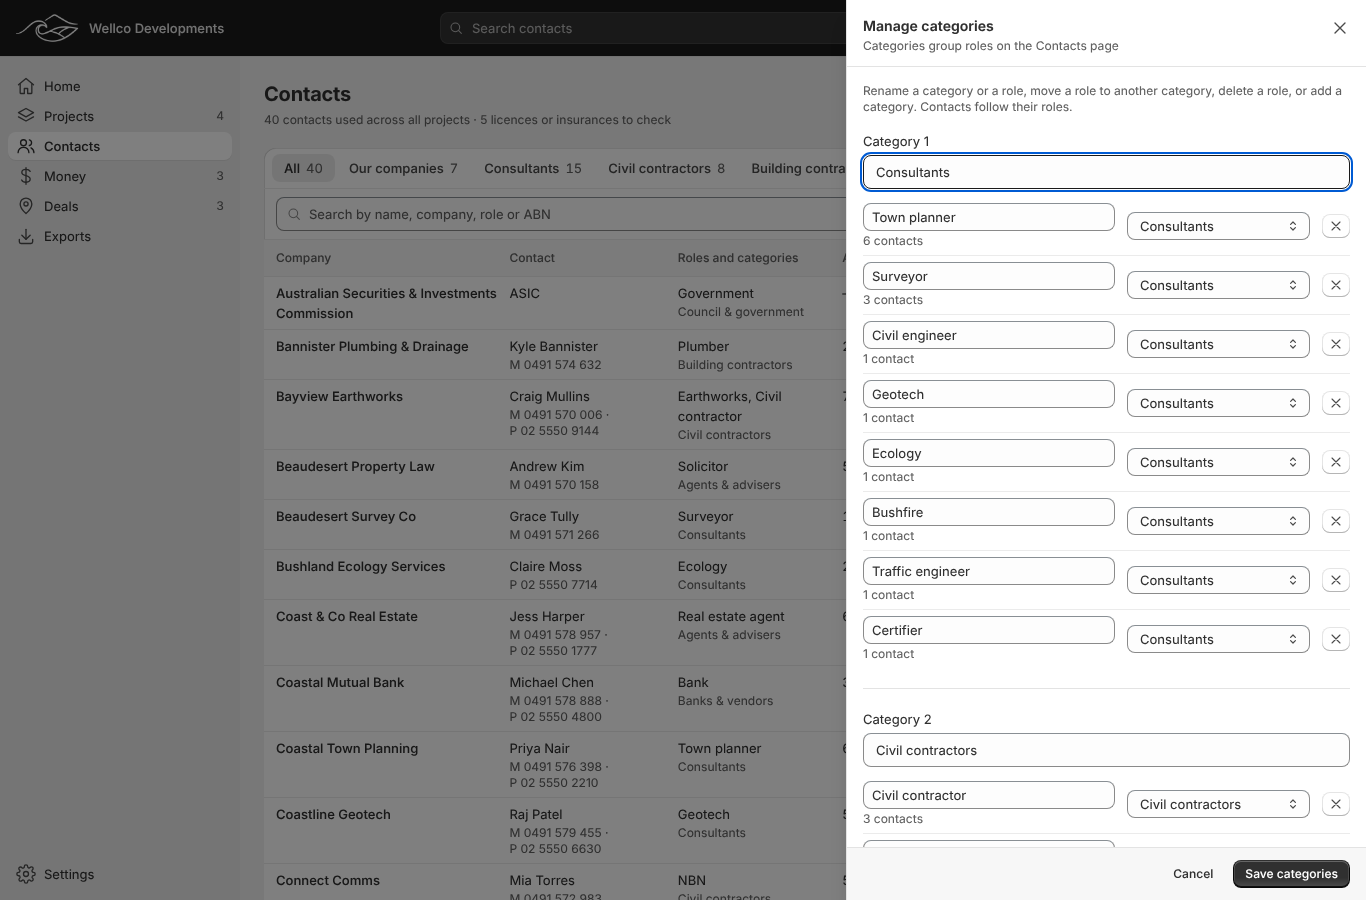 Wellco Developments
Search contacts
Home
Projects 4
Contacts
Money 3
Deals 3
Exports
Settings
Contacts
40 contacts used across all projects · 5 licences or insurances to check
All 40 Our companies 7 Consultants 15 Civil contractors 8 Building contra
Search by name, company, role or ABN
Company Contact Roles and categories
Australian Securities & Investments Commission ASIC Government
Council & government
Bannister Plumbing & Drainage Kyle Bannister Plumber
M 0491 574 632 Building contractors
Bayview Earthworks Craig Mullins Earthworks, Civil contractor
M 0491 570 006 ·
P 02 5550 9144 Civil contractors
Beaudesert Property Law Andrew Kim Solicitor
M 0491 570 158 Agents & advisers
Beaudesert Survey Co Grace Tully Surveyor
M 0491 571 266 Consultants
Bushland Ecology Services Claire Moss Ecology
P 02 5550 7714 Consultants
Coast & Co Real Estate Jess Harper Real estate agent
M 0491 578 957 · Agents & advisers
P 02 5550 1777
Coastal Mutual Bank Michael Chen Bank
M 0491 578 888 · Banks & vendors
P 02 5550 4800
Coastal Town Planning Priya Nair Town planner
M 0491 576 398 · Consultants
P 02 5550 2210
Coastline Geotech Raj Patel Geotech
M 0491 579 455 · Consultants
P 02 5550 6630
Connect Comms Mia Torres NBN
M 0491 572 983 Civil contractors
Manage categories
Categories group roles on the Contacts page
Rename a category or a role, move a role to another category, delete a role, or add a
category. Contacts follow their roles.
Category 1
Consultants
Town planner Consultants
6 contacts
Surveyor Consultants
3 contacts
Civil engineer Consultants
1 contact
Geotech Consultants
1 contact
Ecology Consultants
1 contact
Bushfire Consultants
1 contact
Traffic engineer Consultants
1 contact
Certifier Consultants
1 contact
Category 2
Civil contractors
Civil contractor Civil contractors
3 contacts
Cancel Save categories